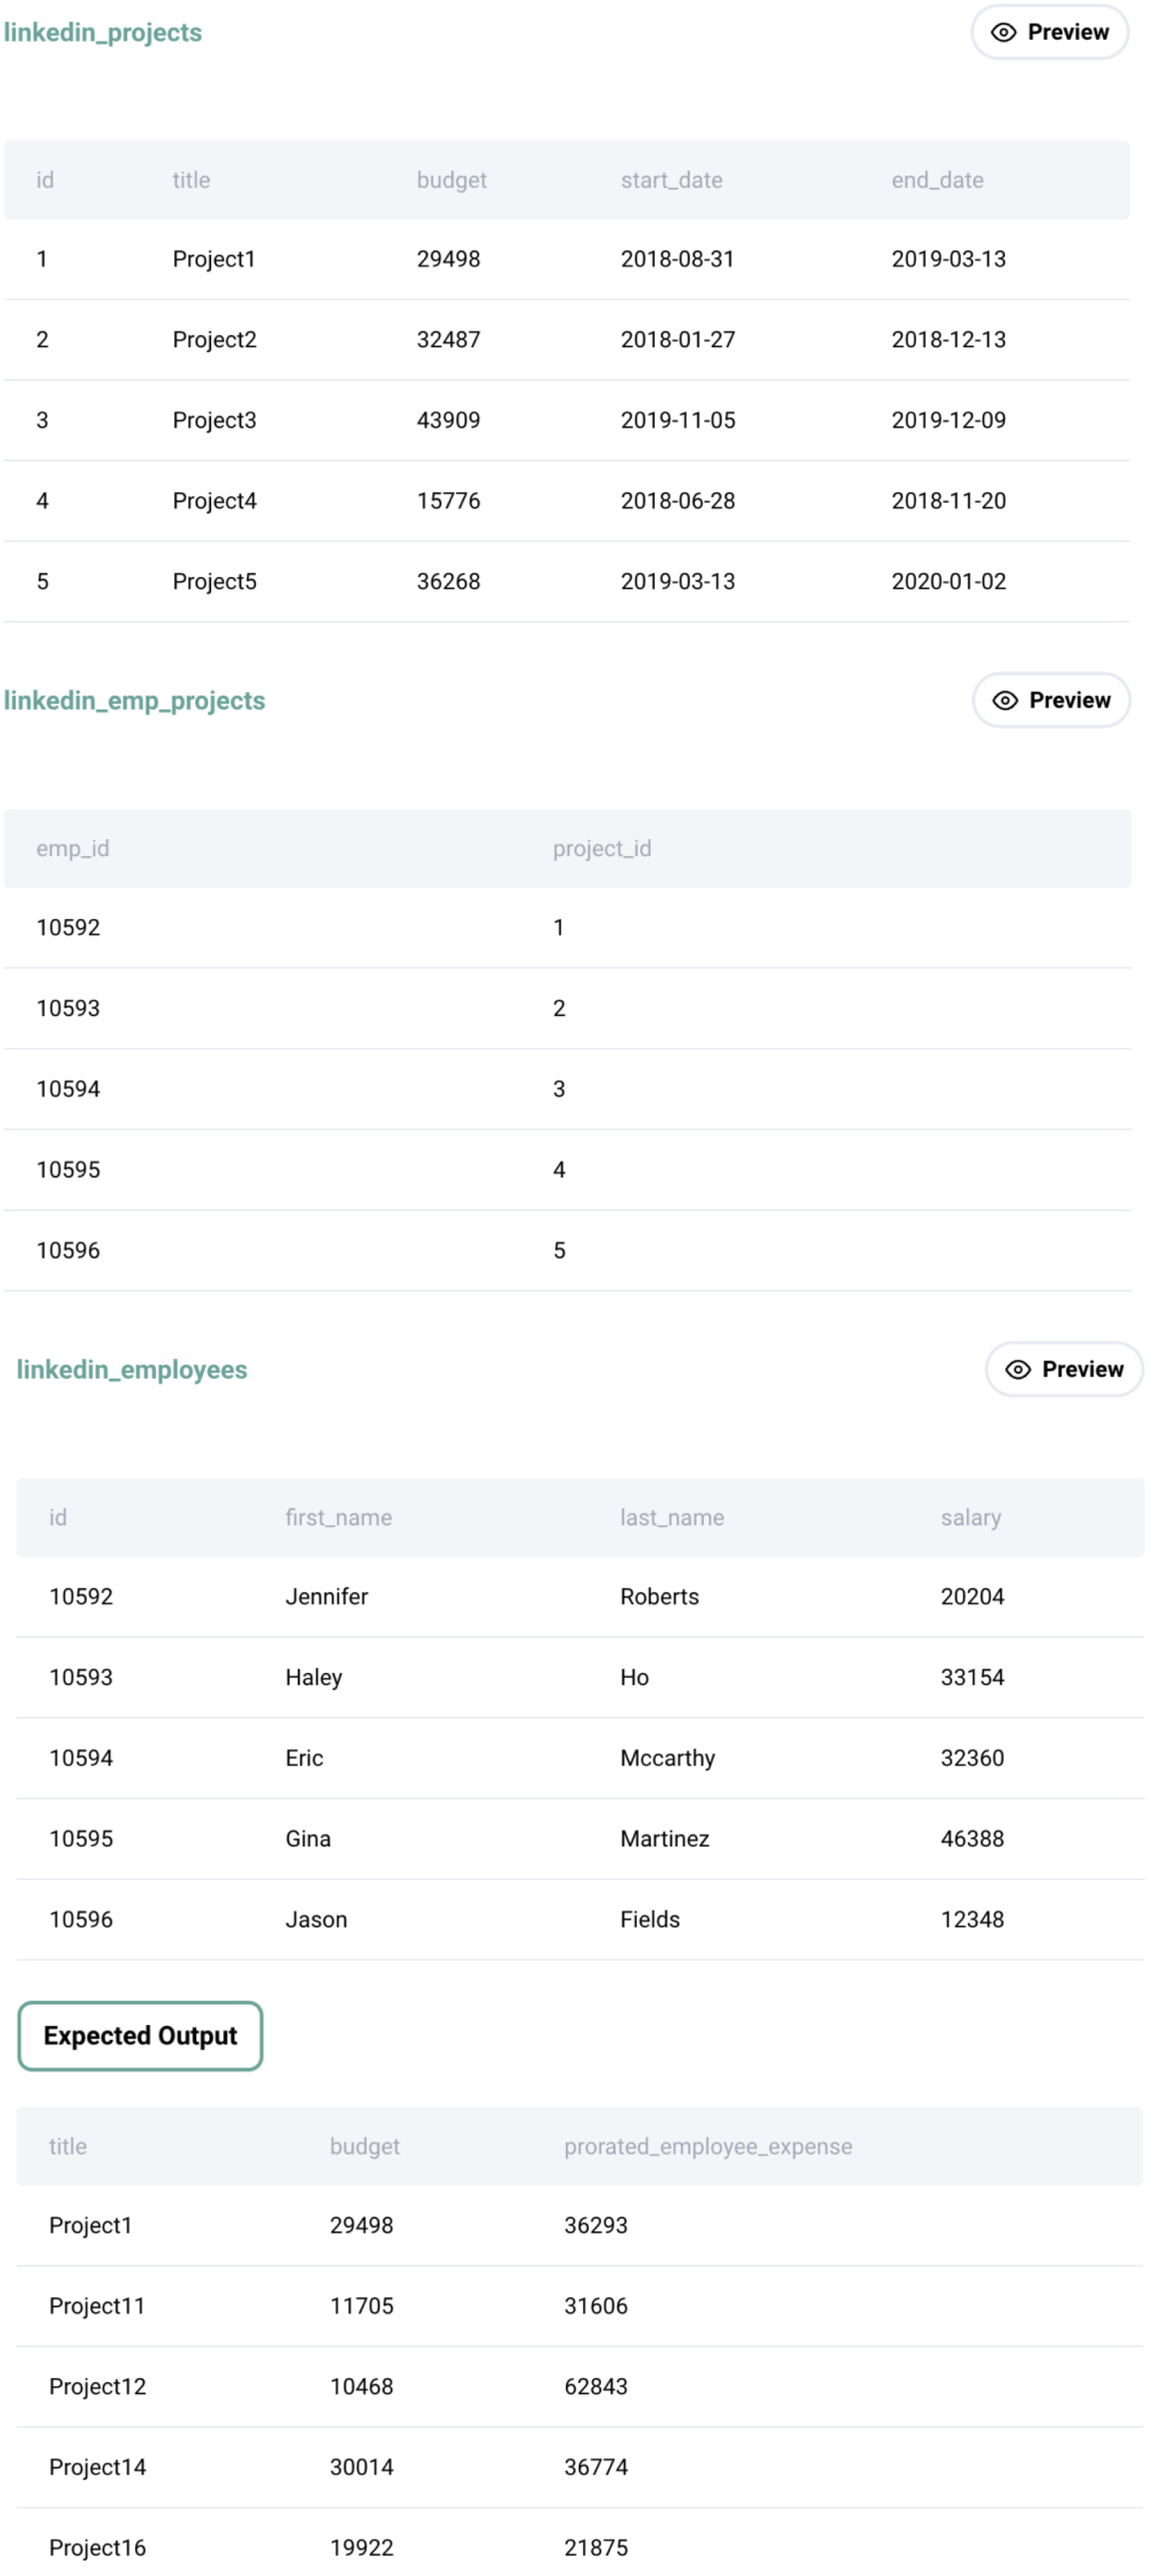 linkedin_projects Preview
id title budget start_date end_date
1 Project1 29498 2018-08-31 2019-03-13
2 Project2 32487 2018-01-27 2018-12-13
3 Project3 43909 2019-11-05 2019-12-09
4 Project4 15776 2018-06-28 2018-11-20
5 Project5 36268 2019-03-13 2020-01-02
linkedin_emp_projects Preview
emp_id project_id
10592 1
10593 2
10594 3
10595 4
10596 5
linkedin_employees Preview
id first_name last_name salary
10592 Jennifer Roberts 20204
10593 Haley Ho 33154
10594 Eric Mccarthy 32360
10595 Gina Martinez 46388
10596 Jason Fields 12348
Expected Output
title budget prorated_employee_expense
Project1 29498 36293
Project11 11705 31606
Project12 10468 62843
Project14 30014 36774
Project16 19922 21875